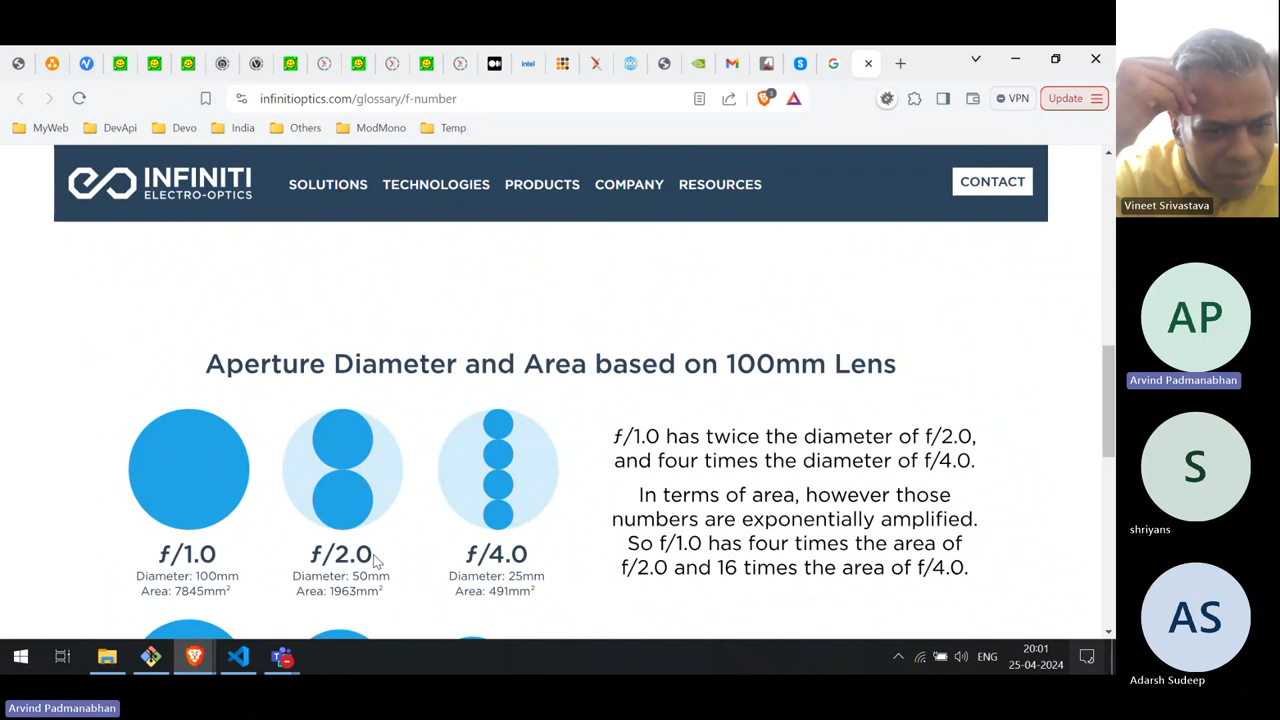 intel
infinitioptics.com/glossary/f-number
3
VPN
Update
MyWeb
DevApi
Devo
India
Others
ModMono
Temp
INFINITI
ELECTRO-OPTICS
SOLUTIONS
TECHNOLOGIES
PRODUCTS
COMPANY
RESOURCES
CONTACT
Aperture Diameter and Area based on 100mm Lens
ƒ/1.0
Diameter: 100mm
Area: 7845mm²
ƒ/2.0
Diameter: 50mm
Area: 1963mm²
ƒ/4.0
Diameter: 25mm
Area: 491mm²
ƒ/1.0 has twice the diameter of f/2.0,
and four times the diameter of f/4.0.
In terms of area, however those
numbers are exponentially amplified.
So f/1.0 has four times the area of
f/2.0 and 16 times the area of f/4.0.
ENG
20:01
25-04-2024
Arvind Padmanabhan
Vineet Srivastava
AP
Arvind Padmanabhan
S
shriyans
AS
Adarsh Sudeep